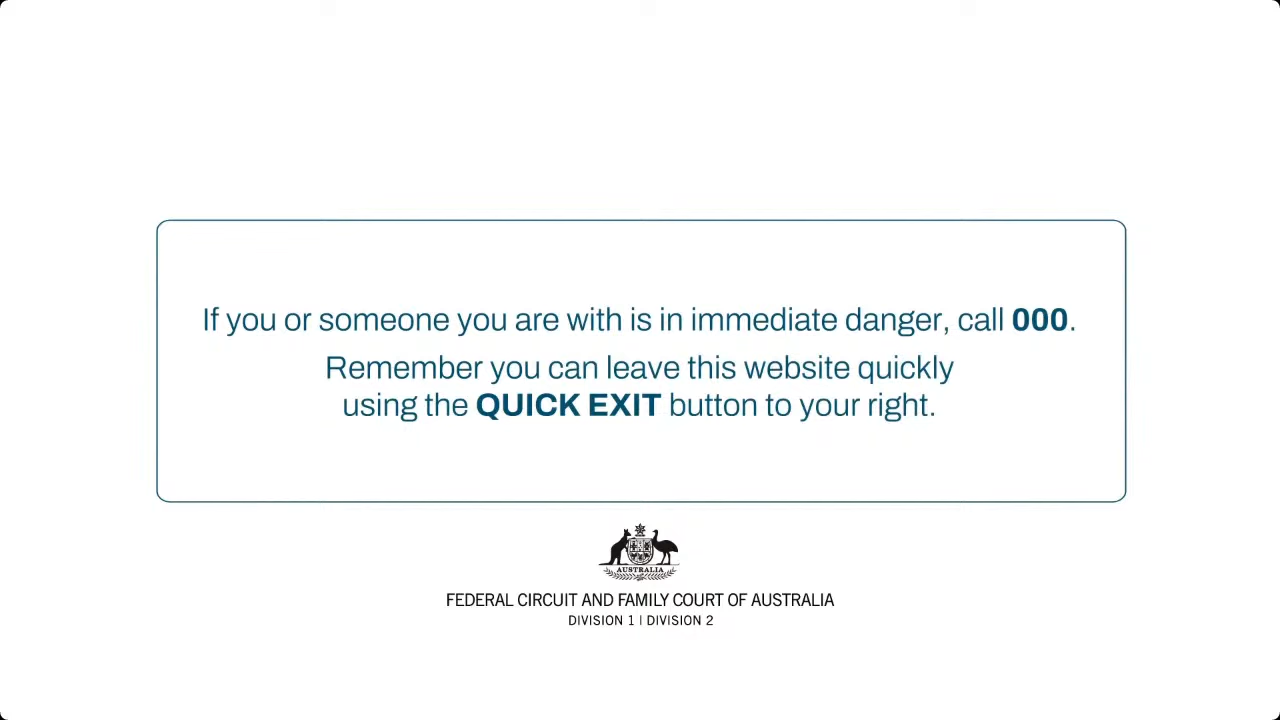 If you or someone you are with is in immediate danger, call 000.
Remember you can leave this website quickly
using the QUICK EXIT button to your right.
AUSTRALIA
FEDERAL CIRCUIT AND FAMILY COURT OF AUSTRALIA
DIVISION 1 | DIVISION 2